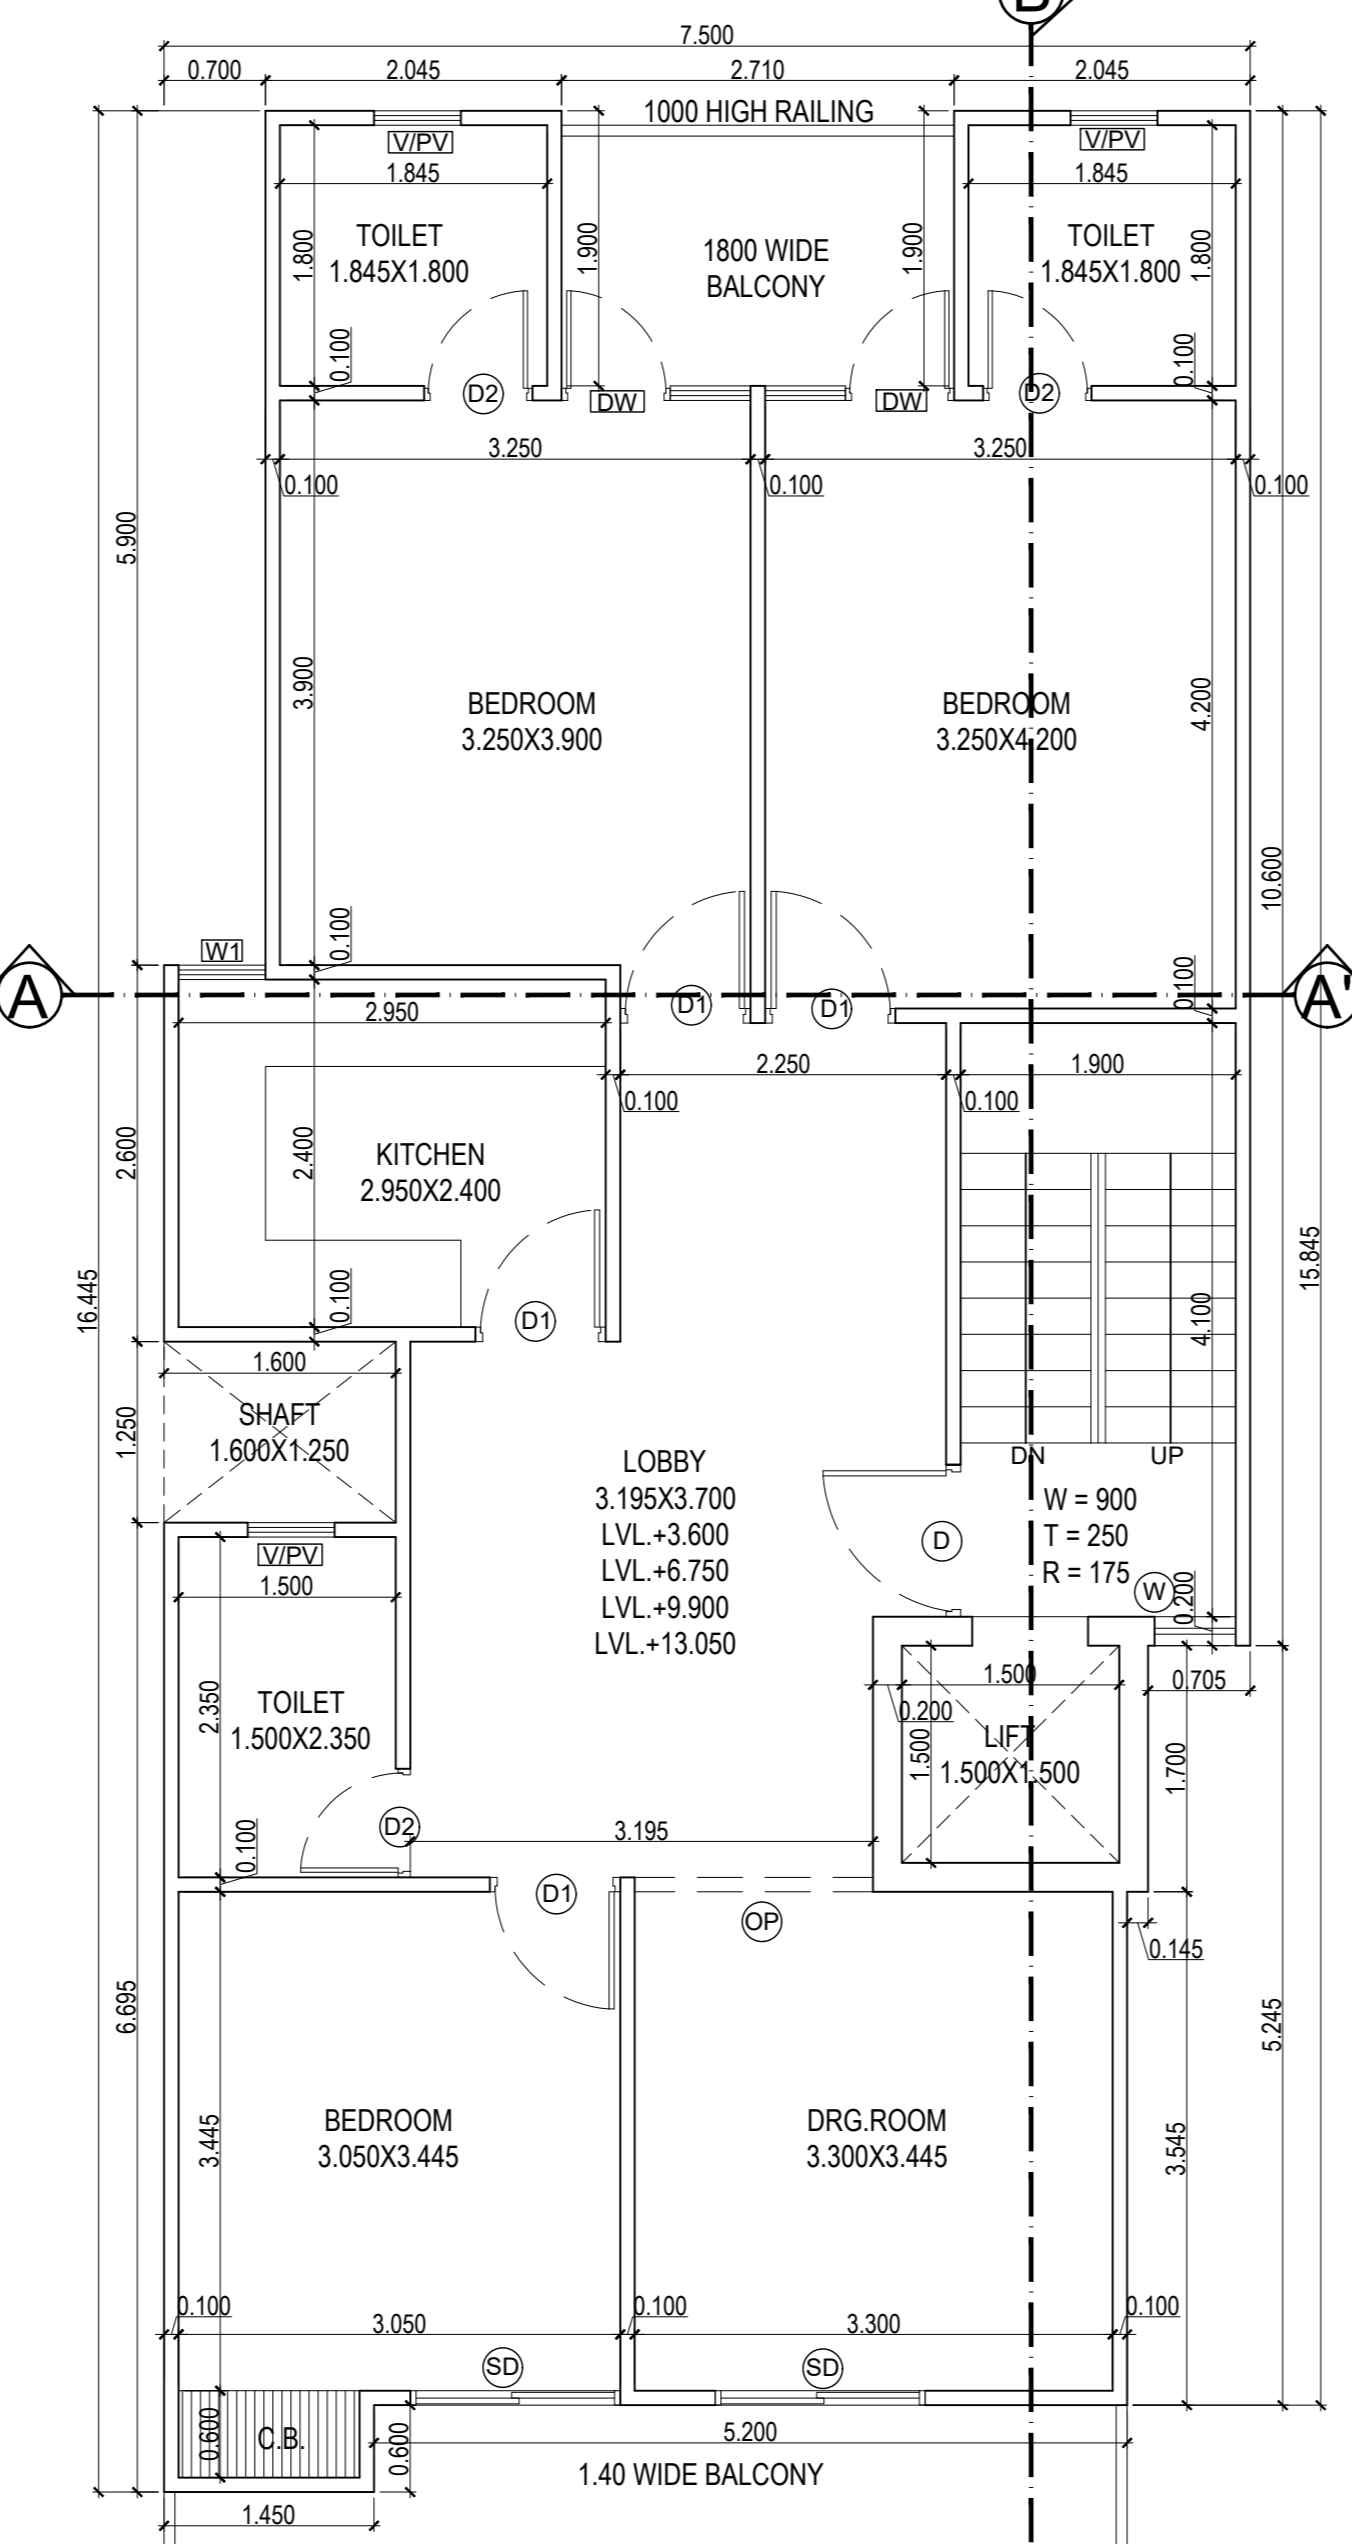 B
7.500
0.700
2.045
2.710
2.045
1000 HIGH RAILING
V/PV
V/PV
1.845
1.845
TOILET
1.845X1.800
1.800
1.900
1800 WIDE
BALCONY
1.900
TOILET
1.845X1.800
1.800
0.100
0.100
D2
DW
DW
D2
3.250
3.250
0.100
0.100
0.100
5.900
3.900
BEDROOM
3.250X3.900
BEDROOM
3.250X4.200
4.200
10.600
W1
0.100
0.100
A
D1
D1
A'
2.950
2.250
1.900
0.100
0.100
2.600
2.400
KITCHEN
2.950X2.400
16.445
15.845
0.100
D1
4.100
1.600
1.250
SHAFT
1.600X1.250
DN
UP
LOBBY
3.195X3.700
LVL.+3.600
LVL.+6.750
LVL.+9.900
LVL.+13.050
W = 900
T = 250
R = 175
D
W
0.200
V/PV
1.500
1.500
0.705
0.200
2.350
TOILET
1.500X2.350
1.500
LIFT
1.500X1.500
1.700
D2
3.195
0.100
D1
OP
0.145
6.695
5.245
3.445
BEDROOM
3.050X3.445
DRG.ROOM
3.300X3.445
3.545
0.100
3.050
0.100
3.300
0.100
SD
SD
0.600
C.B.
0.600
5.200
1.40 WIDE BALCONY
1.450